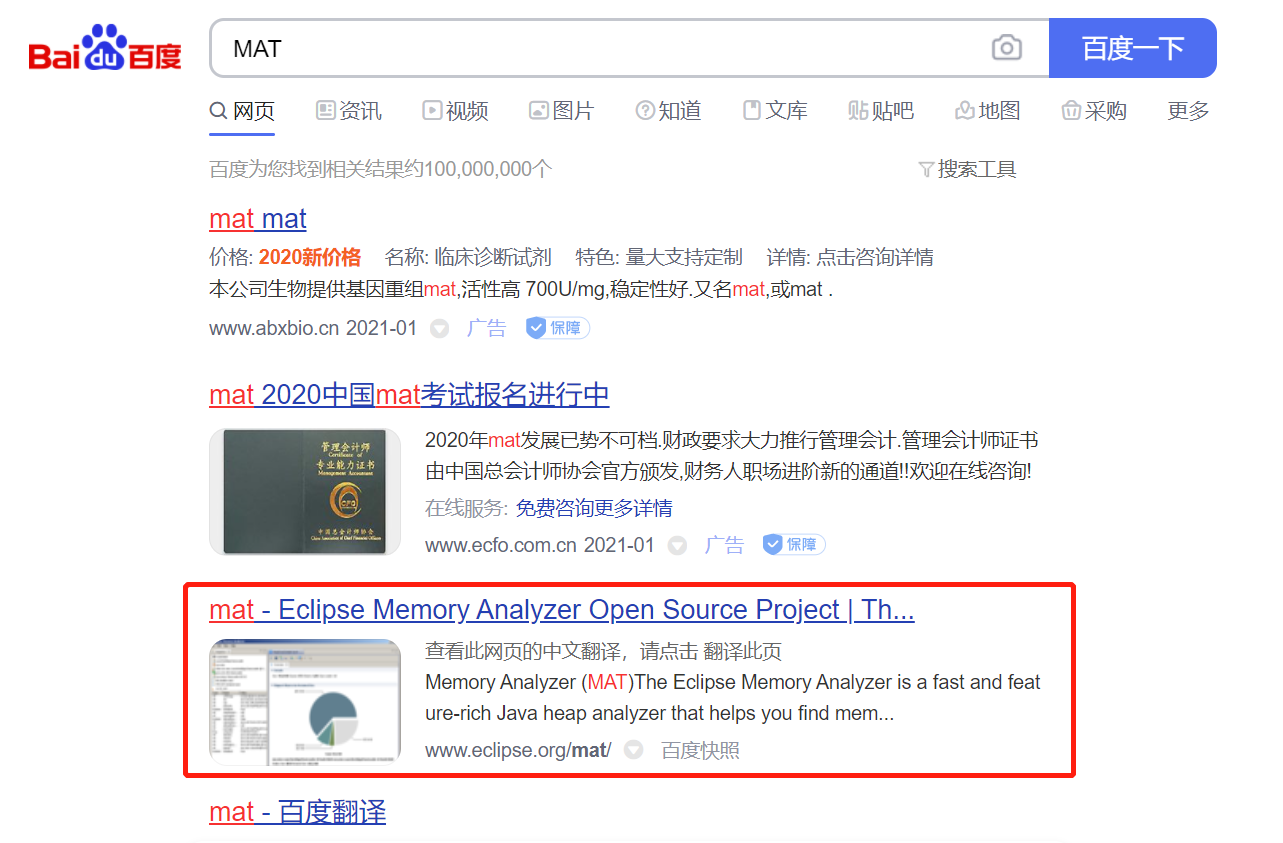 Bai du 百度
MAT
百度一下
网页 资讯 视频 图片 知道 文库 贴吧 地图 采购 更多
百度为您找到相关结果约100,000,000个 搜索工具
mat mat
价格: 2020新价格 名称: 临床诊断试剂 特色: 量大支持定制 详情: 点击咨询详情
本公司生物提供基因重组mat,活性高 700U/mg,稳定性好.又名mat,或mat .
www.abxbio.cn 2021-01 广告 保障
mat 2020中国mat考试报名进行中
管理会计师
Certificate of
专业能力证书
Management Accountant
CFO
中国总会计师协会
China Association of Chief Financial Officers
2020年mat发展已势不可档.财政要求大力推行管理会计.管理会计师证书
由中国总会计师协会官方颁发,财务人职场进阶新的通道!!欢迎在线咨询!
在线服务: 免费咨询更多详情
www.ecfo.com.cn 2021-01 广告 保障
mat - Eclipse Memory Analyzer Open Source Project | Th...
查看此网页的中文翻译，请点击 翻译此页
Memory Analyzer (MAT)The Eclipse Memory Analyzer is a fast and feat
ure-rich Java heap analyzer that helps you find mem...
www.eclipse.org/mat/ 百度快照
mat - 百度翻译